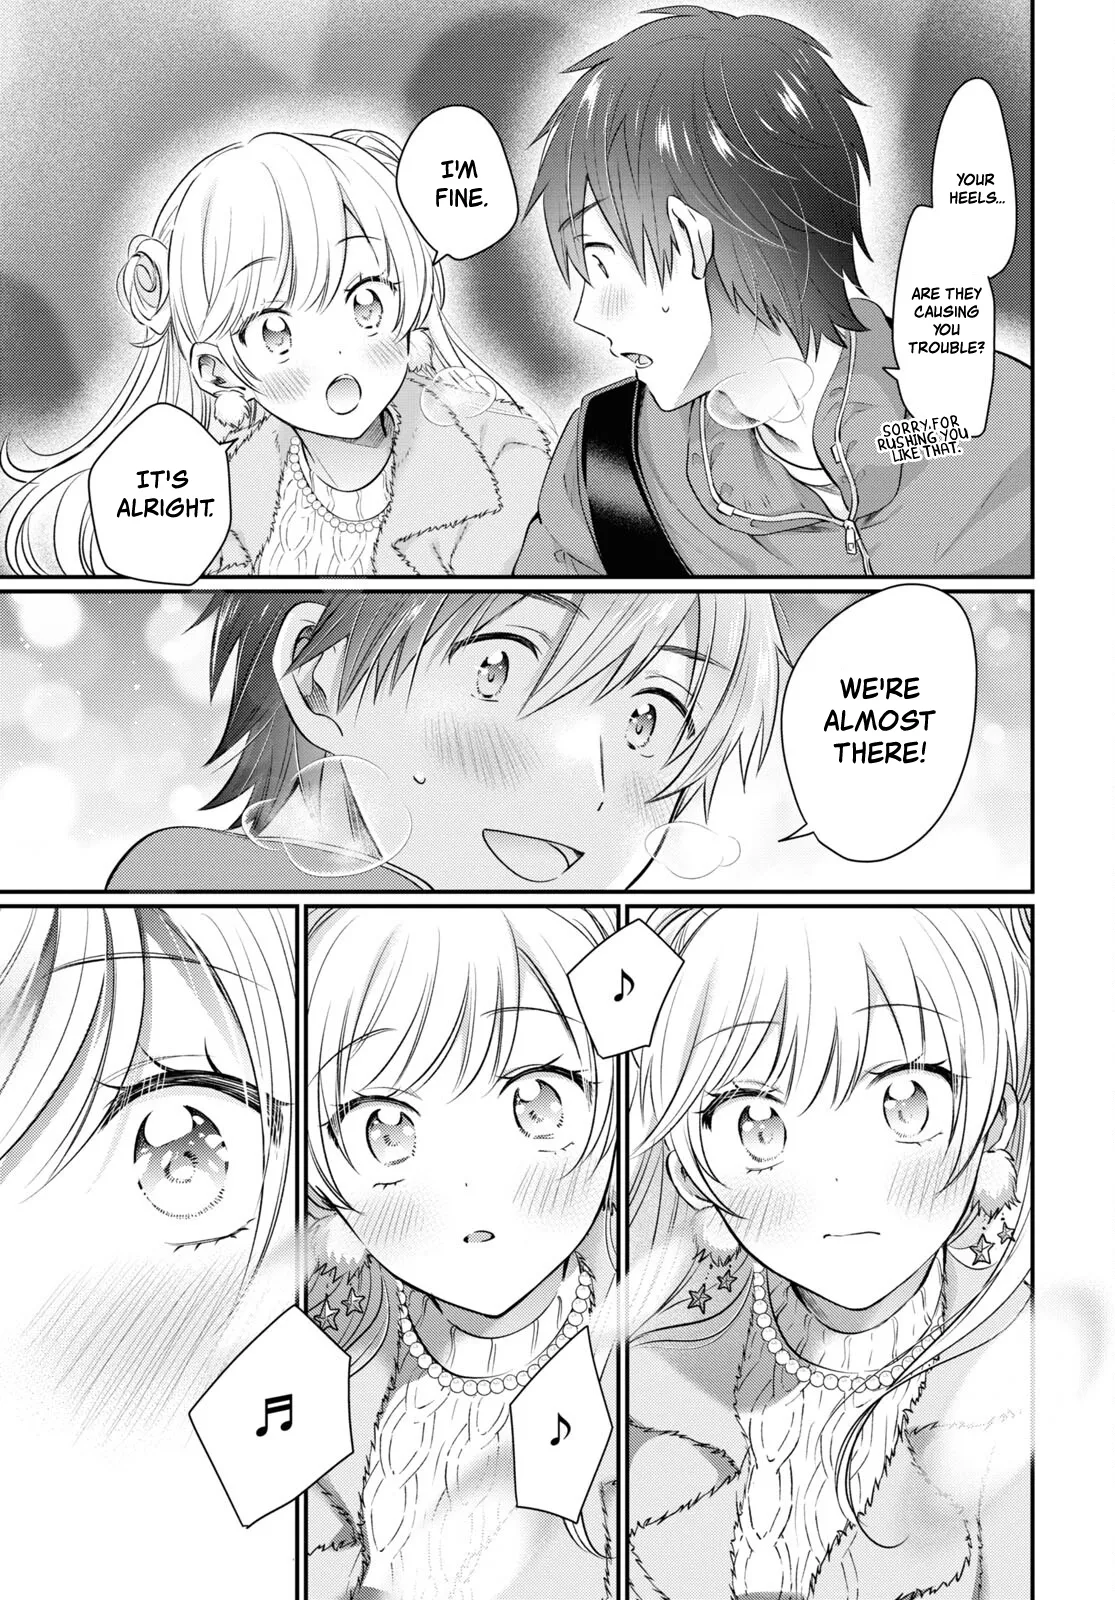 YOUR
HEELS...
ARE THEY
CAUSING
YOU
TROUBLE?
SORRY FOR
RUSHING YOU
LIKE THAT.
I'M
FINE.
IT'S
ALRIGHT.
WE'RE
ALMOST
THERE!
♪
♪
♬